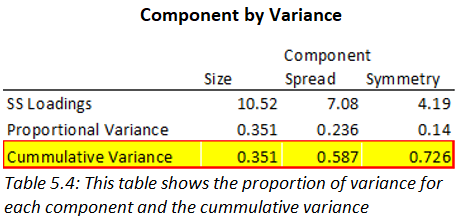 Component by Variance
Component
Size Spread Symmetry
SS Loadings 10.52 7.08 4.19
Proportional Variance 0.351 0.236 0.14
Cummulative Variance 0.351 0.587 0.726
Table 5.4: This table shows the proportion of variance for
each component and the cummulative variance